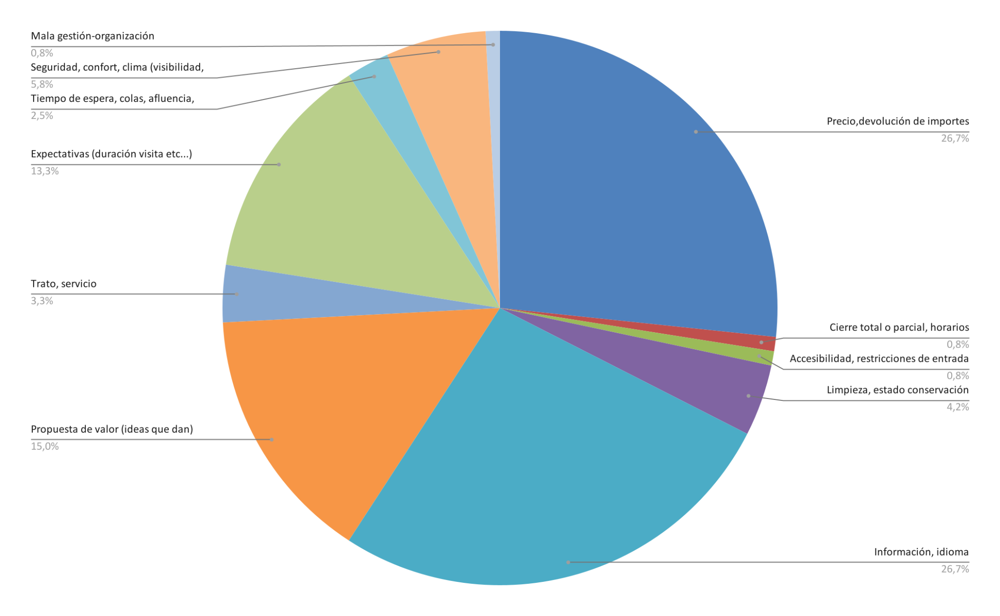 Mala gestión-organización
0,8%
Seguridad, confort, clima (visibilidad,
5,8%
Tiempo de espera, colas, afluencia,
2,5%
Expectativas (duración visita etc...)
13,3%
Trato, servicio
3,3%
Propuesta de valor (ideas que dan)
15,0%
Precio,devolución de importes
26,7%
Cierre total o parcial, horarios
0,8%
Accesibilidad, restricciones de entrada
0,8%
Limpieza, estado conservación
4,2%
Información, idioma
26,7%